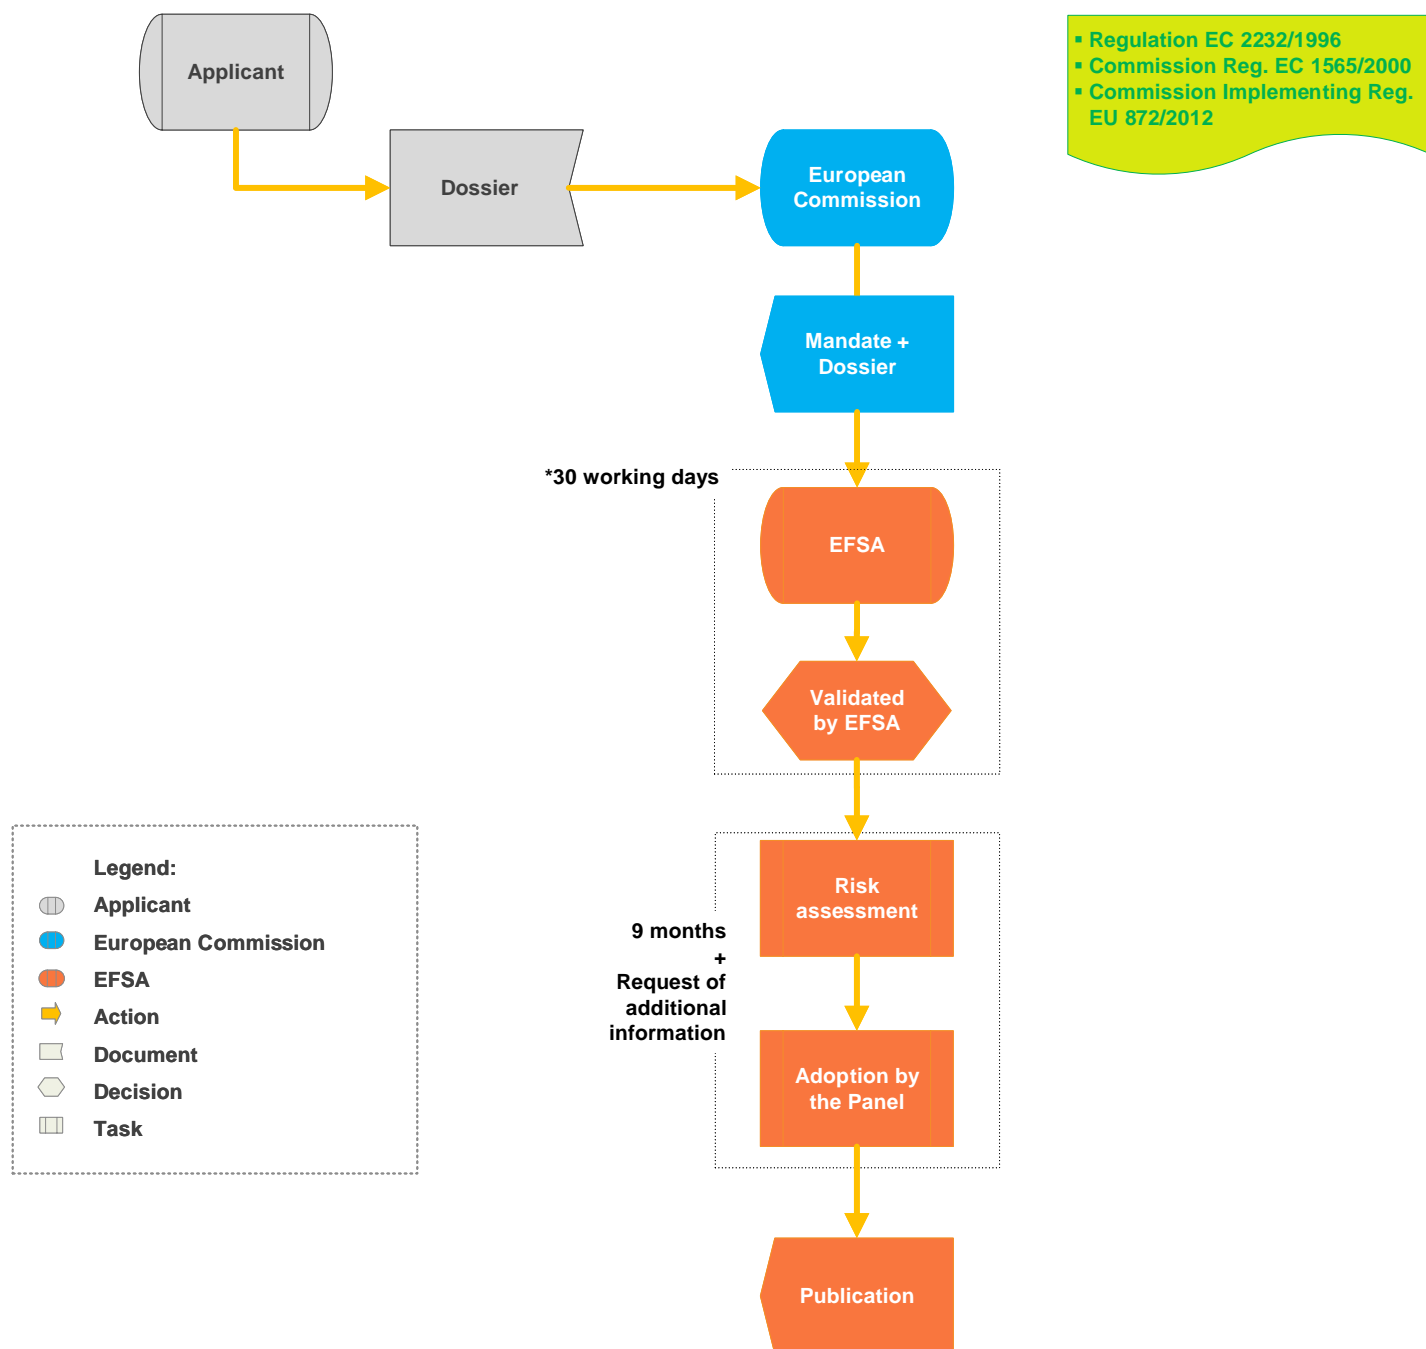 Applicant
▪ Regulation EC 2232/1996
▪ Commission Reg. EC 1565/2000
▪ Commission Implementing Reg.
EU 872/2012
Dossier
European
Commission
Mandate +
Dossier
*30 working days
EFSA
Validated
by EFSA
Risk
assessment
9 months
+
Request of
additional
information
Adoption by
the Panel
Publication
Legend:
Applicant
European Commission
EFSA
Action
Document
Decision
Task